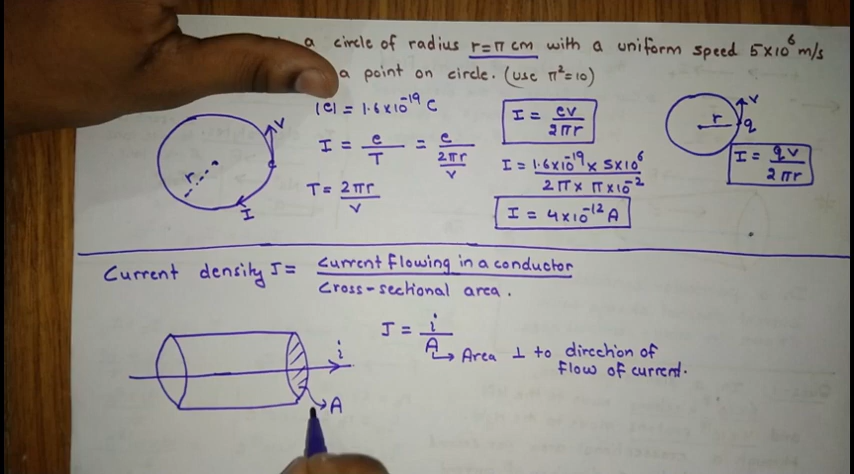 a circle of radius r=π cm with a uniform speed 5×10⁶ m/s
a point on circle. (use π²=10)
|e| = 1.6×10⁻¹⁹ C
I = e/T = e/(2πr/v)
T = 2πr/v
I = ev/2πr
I = 1.6×10⁻¹⁹ × 5×10⁶ / 2π × π×10⁻²
I = 4×10⁻¹² A
v
r
I
v
r
q
I = qv/2πr
Current density J = Current flowing in a conductor / Cross-sectional area.
J = i/A
Area ⊥ to direction of
flow of current.
i
A